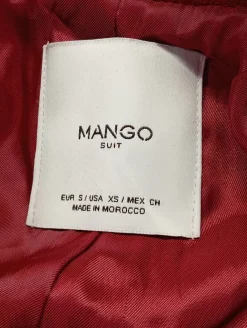 MANGO
SUIT
EUR S / USA XS / MEX CH
MADE IN MOROCCO